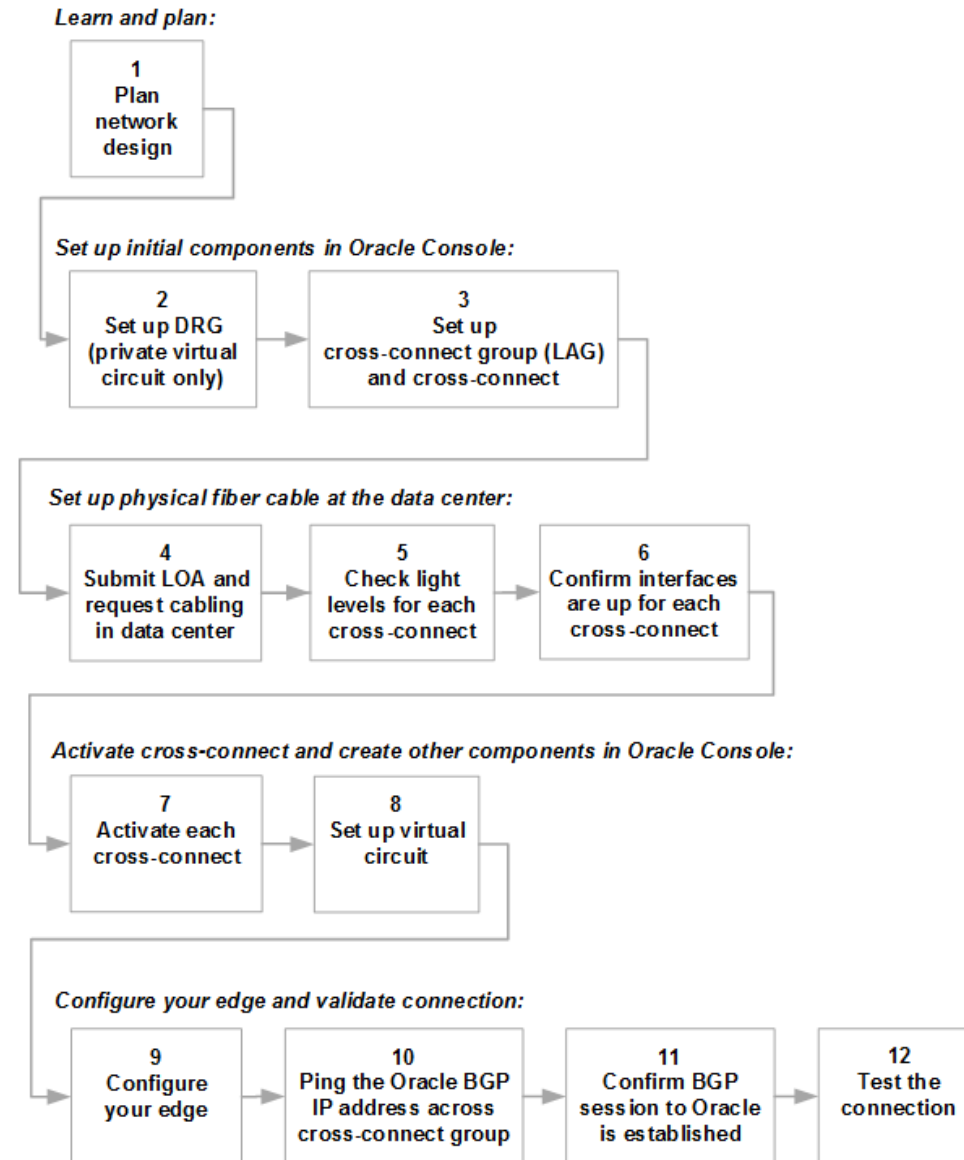 Learn and plan:
1
Plan
network
design
Set up initial components in Oracle Console:
2
Set up DRG
(private virtual
circuit only)
3
Set up
cross-connect group (LAG)
and cross-connect
Set up physical fiber cable at the data center:
4
Submit LOA and
request cabling
in data center
5
Check light
levels for each
cross-connect
6
Confirm interfaces
are up for each
cross-connect
Activate cross-connect and create other components in Oracle Console:
7
Activate each
cross-connect
8
Set up virtual
circuit
Configure your edge and validate connection:
9
Configure
your edge
10
Ping the Oracle BGP
IP address across
cross-connect group
11
Confirm BGP
session to Oracle
is established
12
Test the
connection